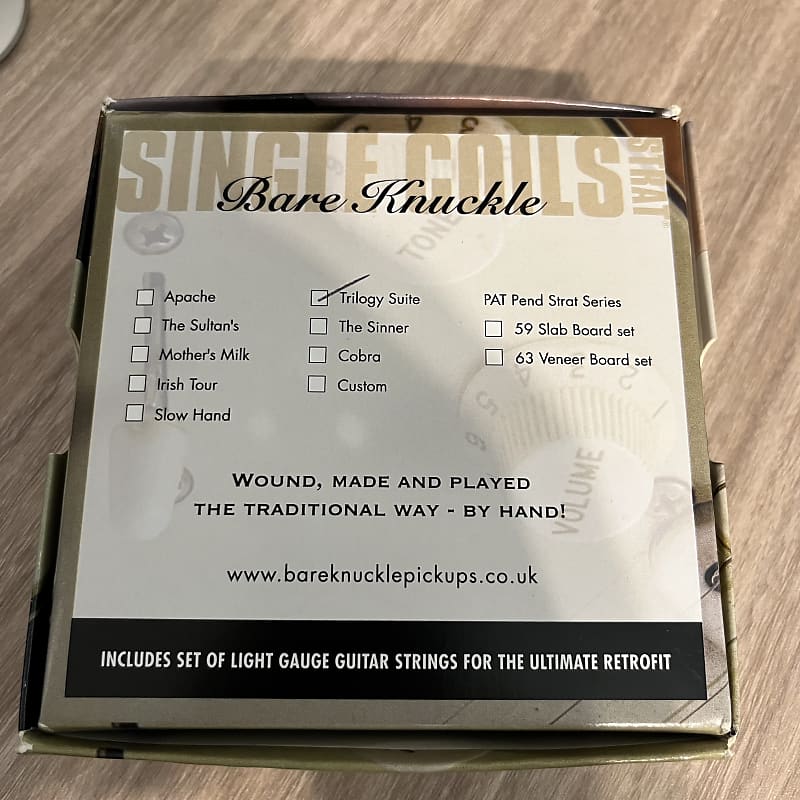 SINGLE COILS
STRAT®
Bare Knuckle
TONE
Apache
The Sultan's
Mother's Milk
Irish Tour
Slow Hand
Trilogy Suite
The Sinner
Cobra
Custom
PAT Pend Strat Series
59 Slab Board set
63 Veneer Board set
VOLUME
WOUND, MADE AND PLAYED
THE TRADITIONAL WAY - BY HAND!
www.bareknucklepickups.co.uk
INCLUDES SET OF LIGHT GAUGE GUITAR STRINGS FOR THE ULTIMATE RETROFIT